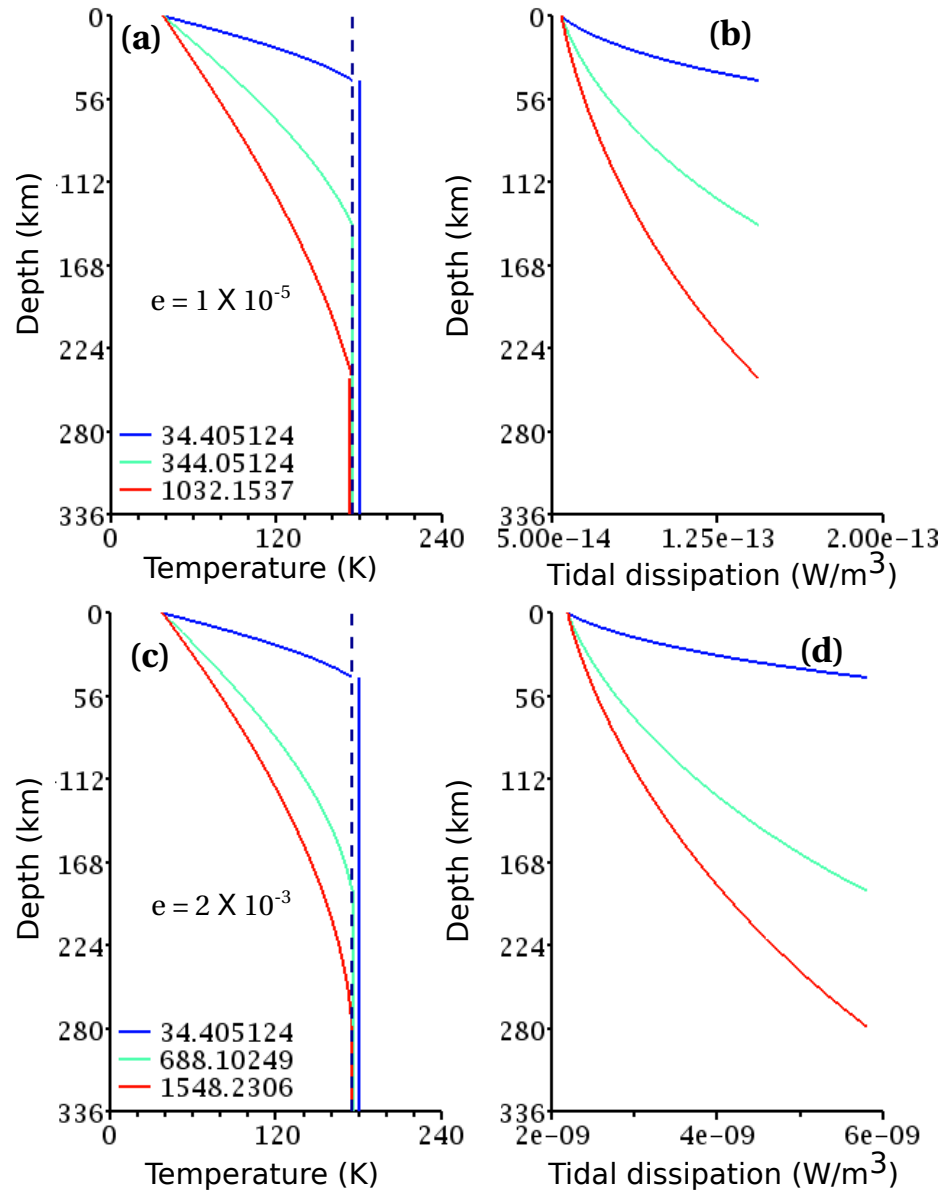 (a)
0
56
112
168
224
280
336
Depth (km)
e = 1 X 10⁻⁵
34.405124
344.05124
1032.1537
0
120
240
Temperature (K)
(b)
0
56
112
168
224
280
336
Depth (km)
5.00e−14
1.25e−13
2.00e−13
Tidal dissipation (W/m³)
(c)
0
56
112
168
224
280
336
Depth (km)
e = 2 X 10⁻³
34.405124
688.10249
1548.2306
0
120
240
Temperature (K)
(d)
0
56
112
168
224
280
336
Depth (km)
2e−09
4e−09
6e−09
Tidal dissipation (W/m³)